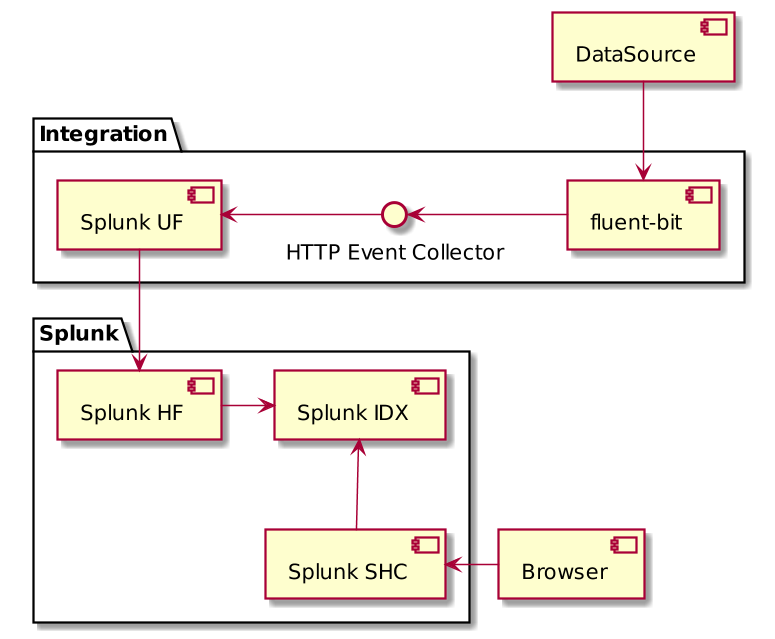 DataSource
Integration
Splunk UF
HTTP Event Collector
fluent-bit
Splunk
Splunk HF
Splunk IDX
Splunk SHC
Browser